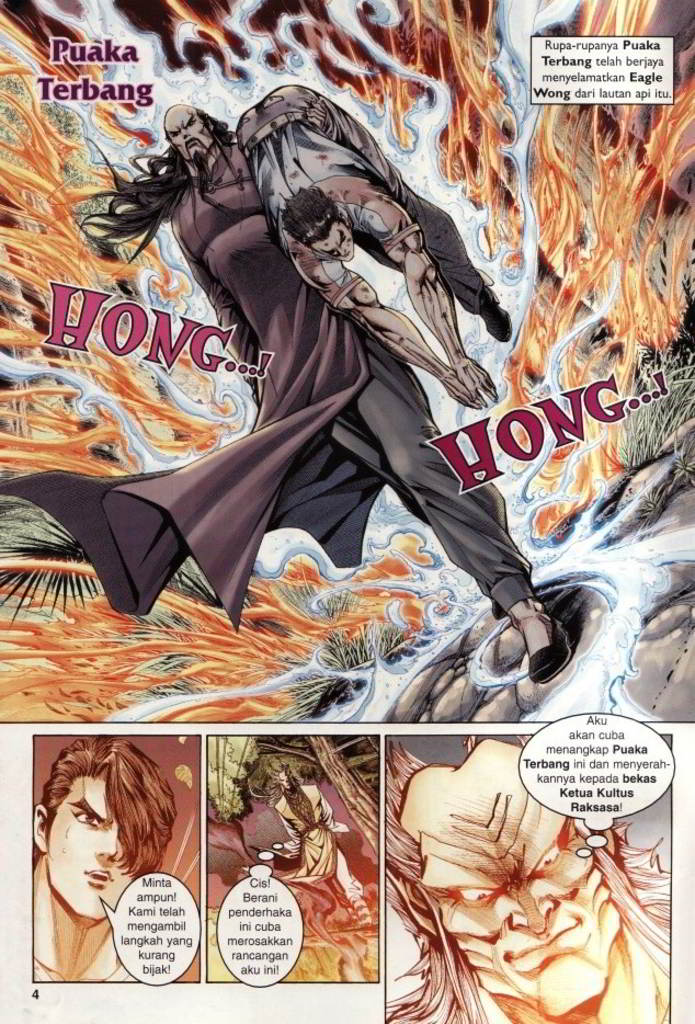 Puaka
Terbang
Rupa-rupanya Puaka
Terbang telah berjaya
menyelamatkan Eagle
Wong dari lautan api itu.
HONG...!
HONG...!
Minta
ampun!
Kami telah
mengambil
langkah yang
kurang
bijak!
Cis!
Berani
penderhaka
ini cuba
merosakkan
rancangan
aku ini!
Aku
akan cuba
menangkap Puaka
Terbang ini dan menyerah-
kannya kepada bekas
Ketua Kultus
Raksasa!
4